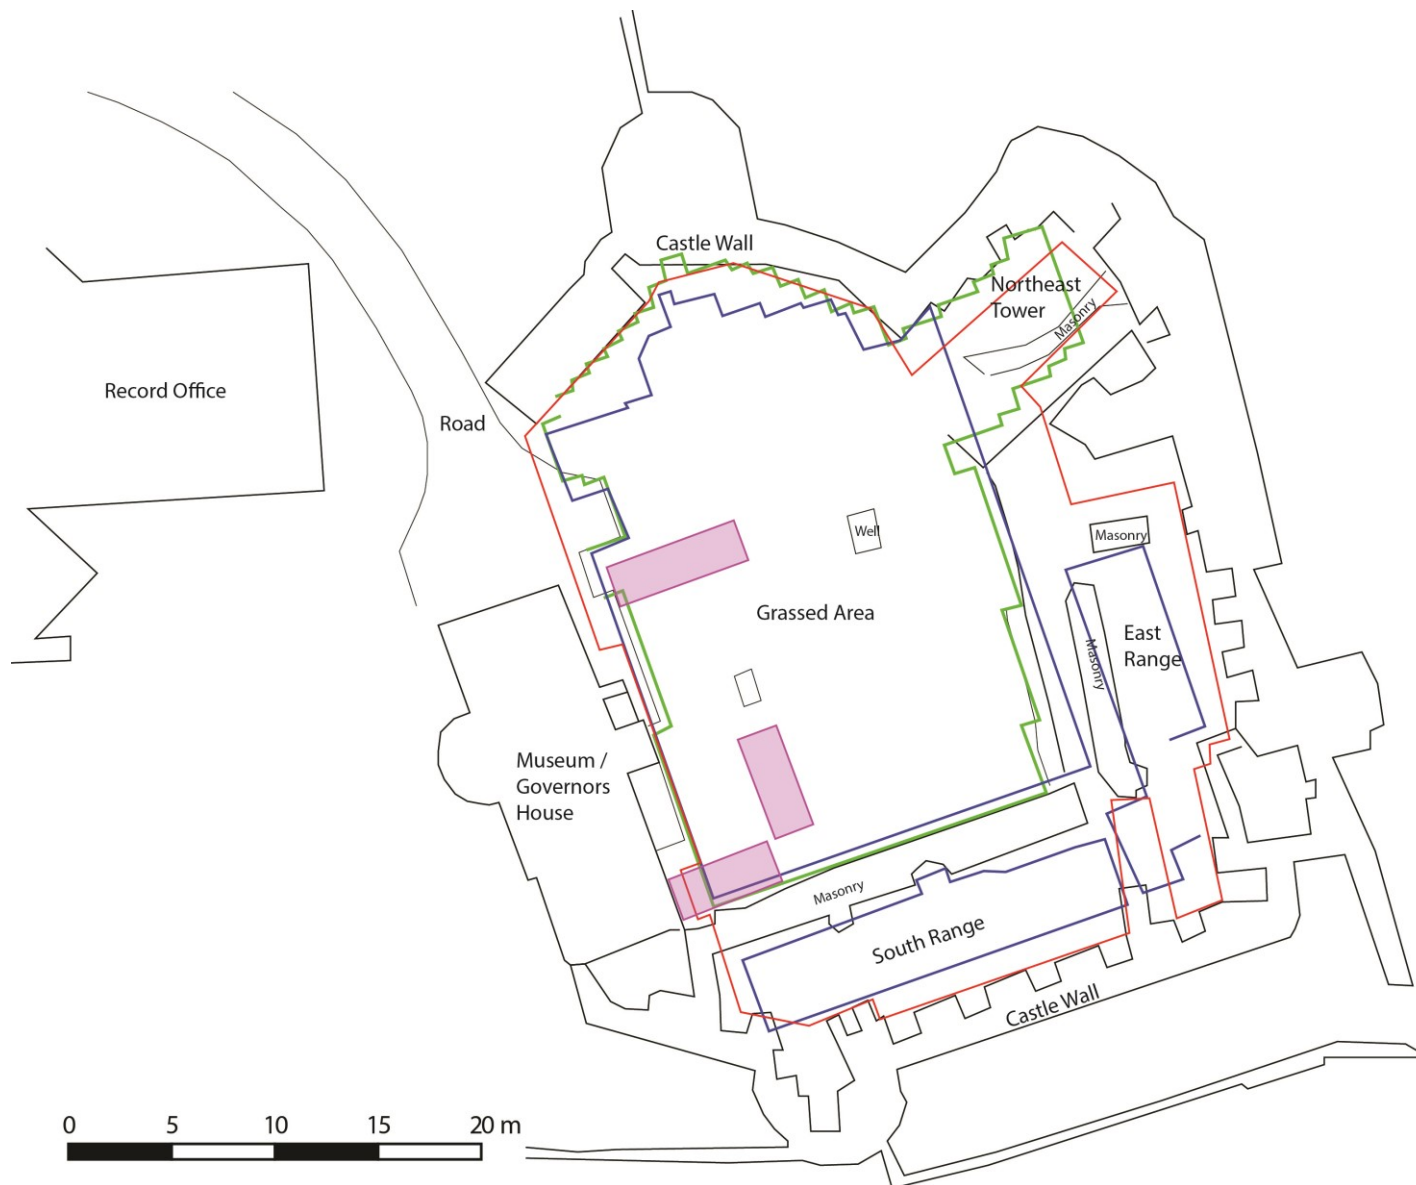 Castle Wall
Northeast
Tower
Masonry
Record Office
Road
Well
Masonry
Grassed Area
East
Range
Masonry
Museum /
Governors
House
Masonry
South Range
Castle Wall
0 5 10 15 20 m